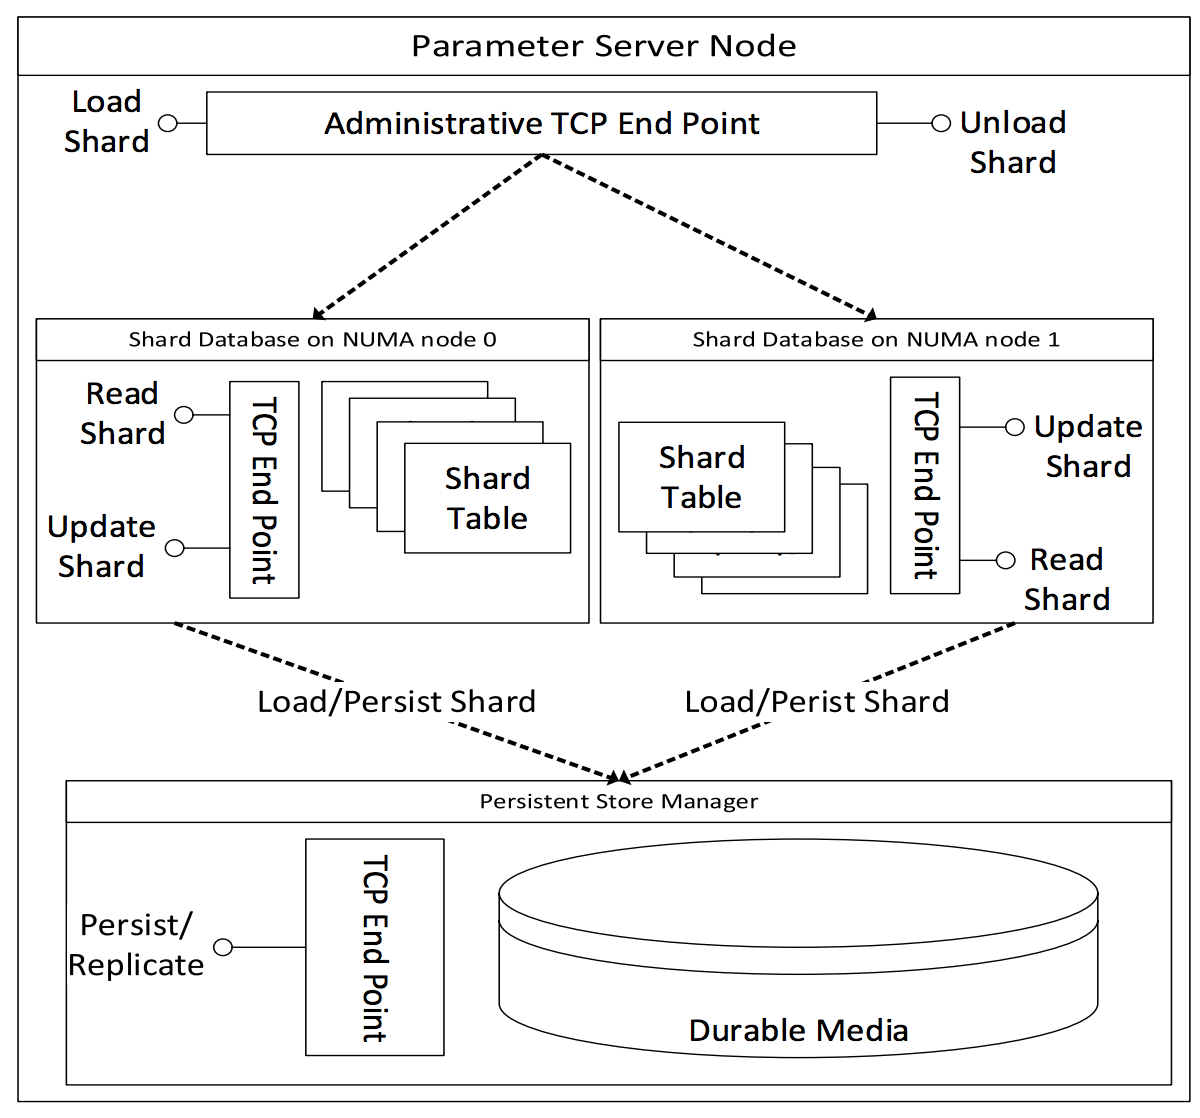 Parameter Server Node
Load
Shard
Administrative TCP End Point
Unload
Shard
Shard Database on NUMA node 0
Read
Shard
Update
Shard
TCP End Point
Shard
Table
Shard Database on NUMA node 1
Shard
Table
TCP End Point
Update
Shard
Read
Shard
Load/Persist Shard
Load/Perist Shard
Persistent Store Manager
Persist/
Replicate
TCP End Point
Durable Media